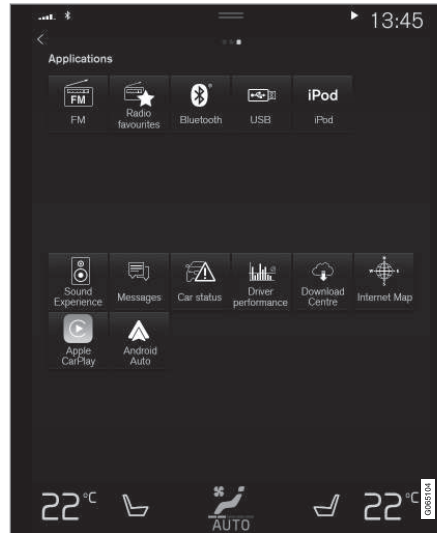 13:45
Applications
FM
iPod
FM
Radio
favourites
Bluetooth
USB
iPod
Sound
Experience
Messages
Car status
Driver
performance
Download
Centre
Internet Map
Apple
CarPlay
Android
Auto
22°C
AUTO
22°C
G065104